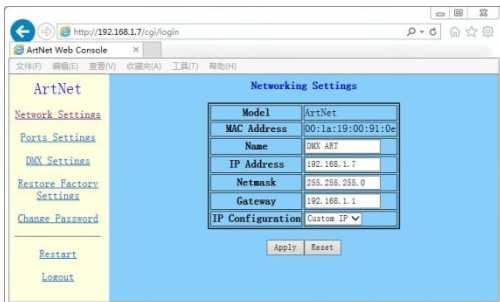 http://192.168.1.7/cgi/login
ArtNet Web Console
文件(F) 编辑(E) 查看(V) 收藏夹(A) 工具(T) 帮助(H)
ArtNet
Network Settings
Ports Settings
DMX Settings
Restore Factory
Settings
Change Password
Restart
Logout
Networking Settings
Model ArtNet
MAC Address 00:1a:19:00:91:0e
Name DMX ART
IP Address 192.168.1.7
Netmask 255.255.255.0
Gateway 192.168.1.1
IP Configuration Custom IP
Apply Reset